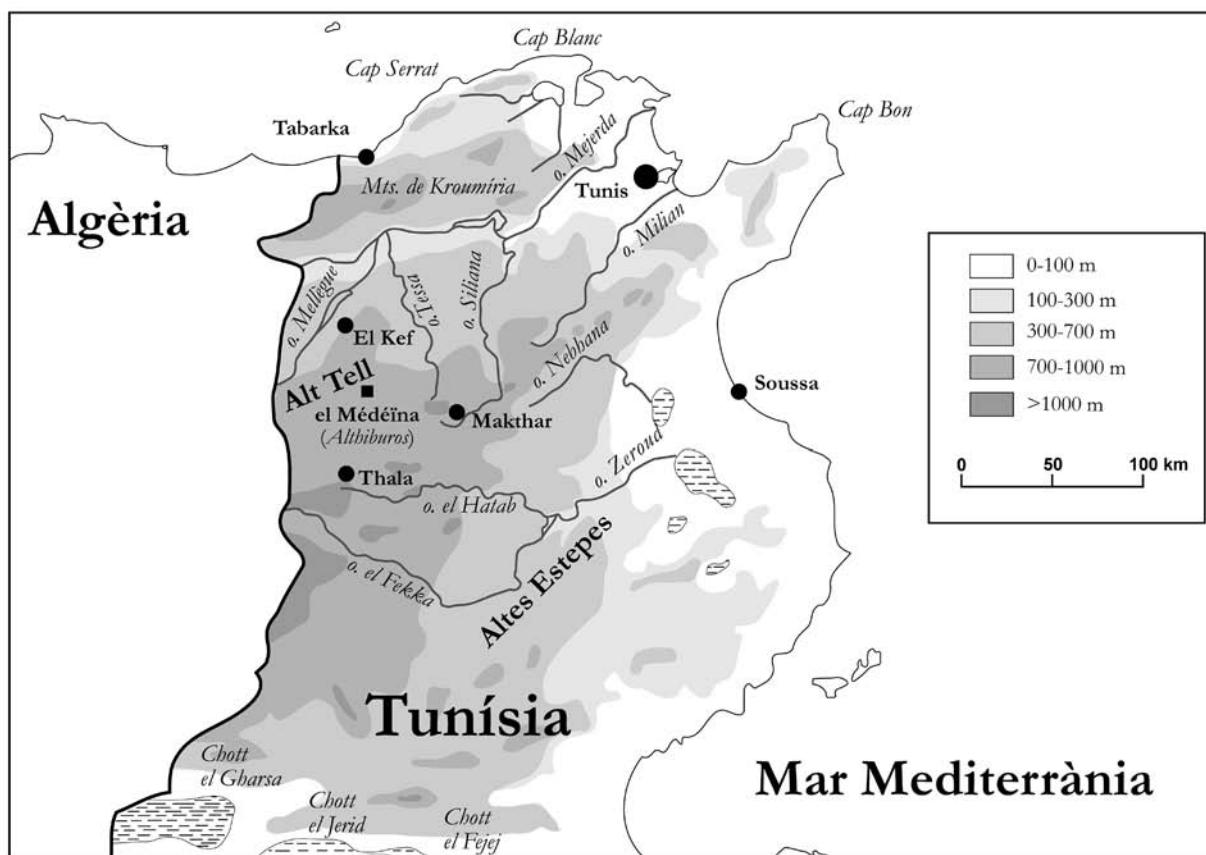 Cap Blanc
Cap Serrat
Cap Bon
Tabarka
o. Mejerda
Tunis
Mts. de Kroumíria
Algèria
o. Milian
o. Mellègue
o.Tessa
o. Siliana
El Kef
o. Nebhana
Alt Tell
el Médéïna
(Althiburos)
Makthar
Soussa
Thala
o. Zeroud
o. el Hatab
o. el Fekka
Altes Estepes
Tunísia
Mar Mediterrània
Chott
el Gharsa
Chott
el Jerid
Chott
el Fejej
0-100 m
100-300 m
300-700 m
700-1000 m
>1000 m
0 50 100 km